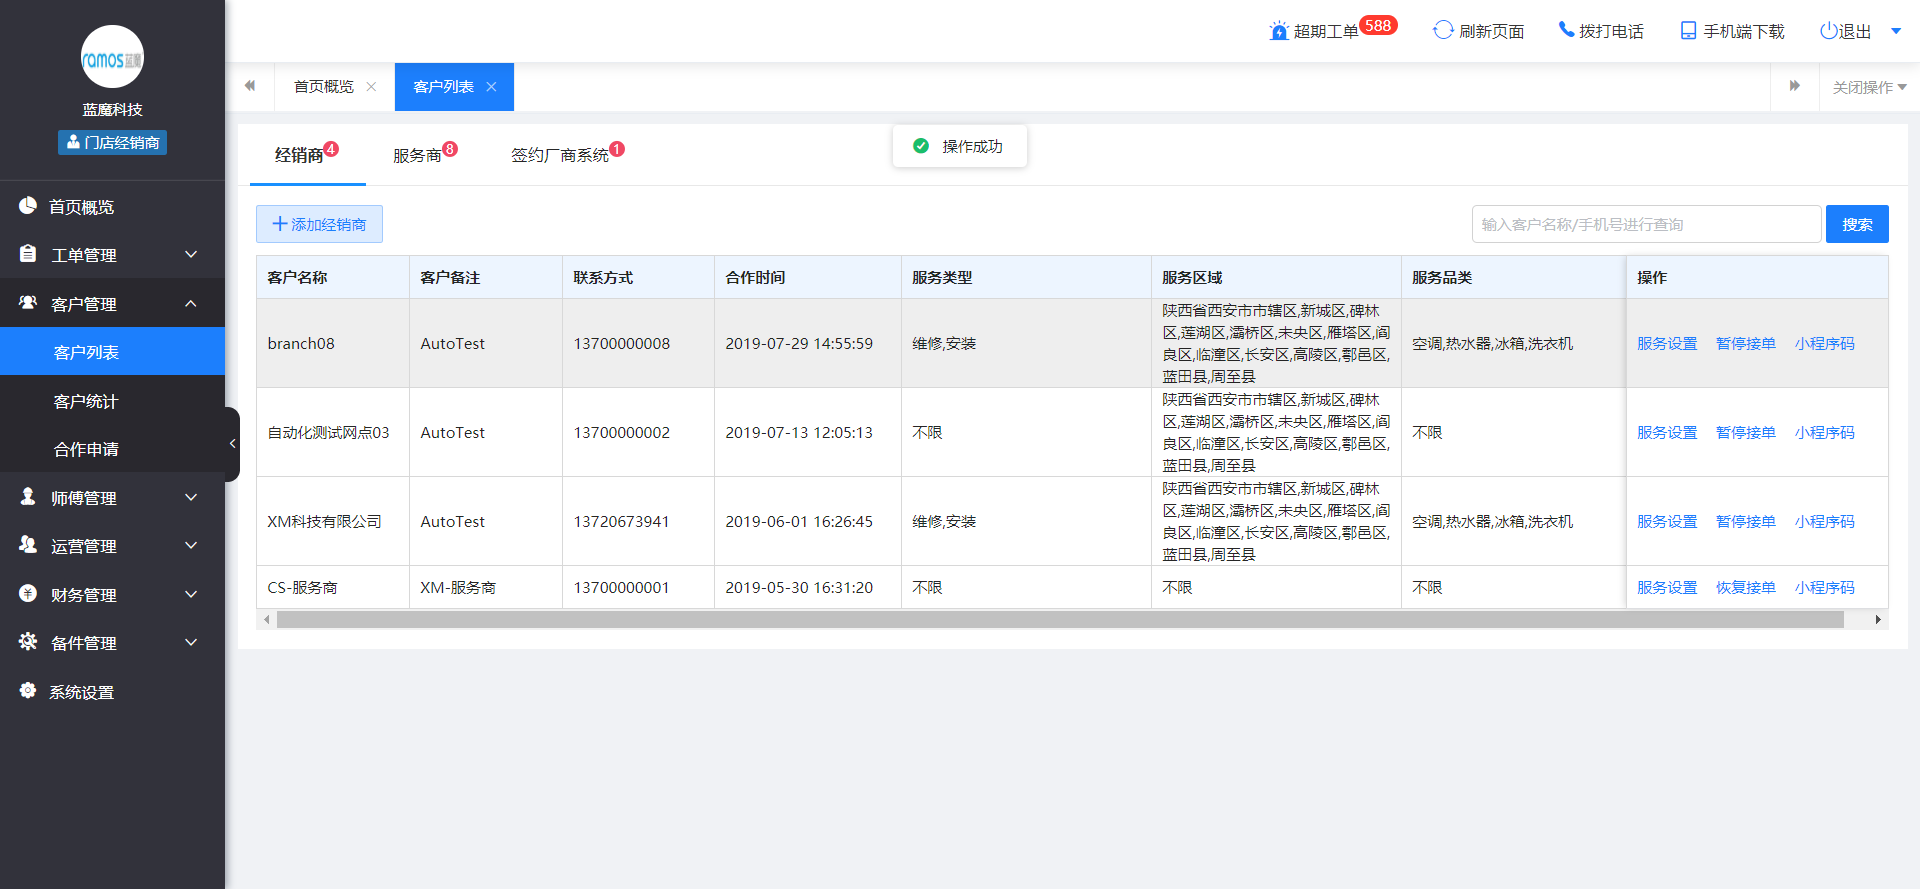 ramos蓝魔
蓝魔科技
门店经销商
首页概览
工单管理
客户管理
客户列表
客户统计
合作申请
师傅管理
运营管理
财务管理
备件管理
系统设置
超期工单 588 刷新页面 拨打电话 手机端下载 退出
首页概览 客户列表 关闭操作
经销商 4 服务商 8 签约厂商系统 1
操作成功
添加经销商 输入客户名称/手机号进行查询 搜索
客户名称 客户备注 联系方式 合作时间 服务类型 服务区域 服务品类 操作
branch08 AutoTest 13700000008 2019-07-29 14:55:59 维修,安装
陕西省西安市市辖区,新城区,碑林
区,莲湖区,灞桥区,未央区,雁塔区,阎
良区,临潼区,长安区,高陵区,鄠邑区,
蓝田县,周至县
空调,热水器,冰箱,洗衣机 服务设置 暂停接单 小程序码
自动化测试网点03 AutoTest 13700000002 2019-07-13 12:05:13 不限
陕西省西安市市辖区,新城区,碑林
区,莲湖区,灞桥区,未央区,雁塔区,阎
良区,临潼区,长安区,高陵区,鄠邑区,
蓝田县,周至县
不限 服务设置 暂停接单 小程序码
XM科技有限公司 AutoTest 13720673941 2019-06-01 16:26:45 维修,安装
陕西省西安市市辖区,新城区,碑林
区,莲湖区,灞桥区,未央区,雁塔区,阎
良区,临潼区,长安区,高陵区,鄠邑区,
蓝田县,周至县
空调,热水器,冰箱,洗衣机 服务设置 暂停接单 小程序码
CS-服务商 XM-服务商 13700000001 2019-05-30 16:31:20 不限 不限 不限 服务设置 恢复接单 小程序码